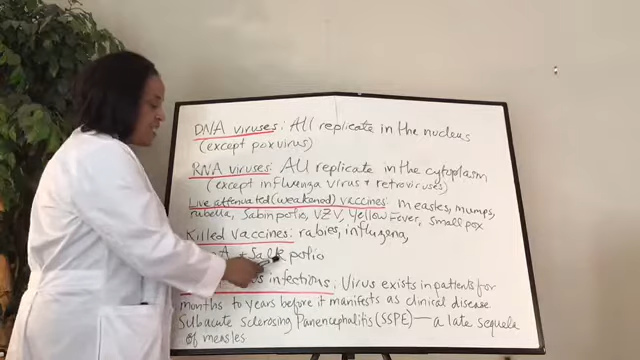 DNA viruses: All replicate in the nucleus
(except poxvirus)
RNA viruses: All replicate in the cytoplasm
(except influenza virus + retroviruses)
Live attenuated (weakened) vaccines: measles, mumps,
rubella, Sabin polio, VZV, Yellow Fever, small pox
Killed vaccines: rabies, influenza,
A + Salk polio
infections: Virus exists in patients for
months to years before it manifests as clinical disease
Subacute Sclerosing Panencephalitis (SSPE) — a late sequela
of measles